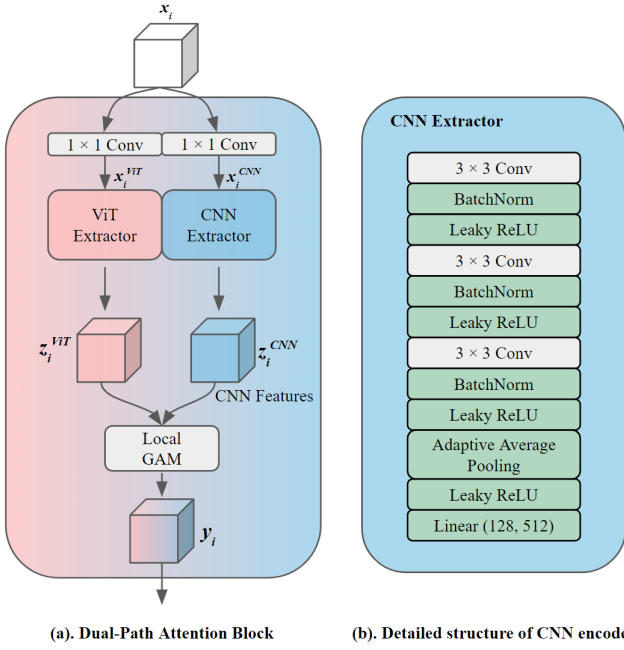 x_i
1 × 1 Conv
1 × 1 Conv
x_i^ViT
x_i^CNN
ViT
Extractor
CNN
Extractor
z_i^ViT
z_i^CNN
CNN Features
Local
GAM
y_i
(a). Dual-Path Attention Block
CNN Extractor
3 × 3 Conv
BatchNorm
Leaky ReLU
3 × 3 Conv
BatchNorm
Leaky ReLU
3 × 3 Conv
BatchNorm
Leaky ReLU
Adaptive Average
Pooling
Leaky ReLU
Linear (128, 512)
(b). Detailed structure of CNN encode